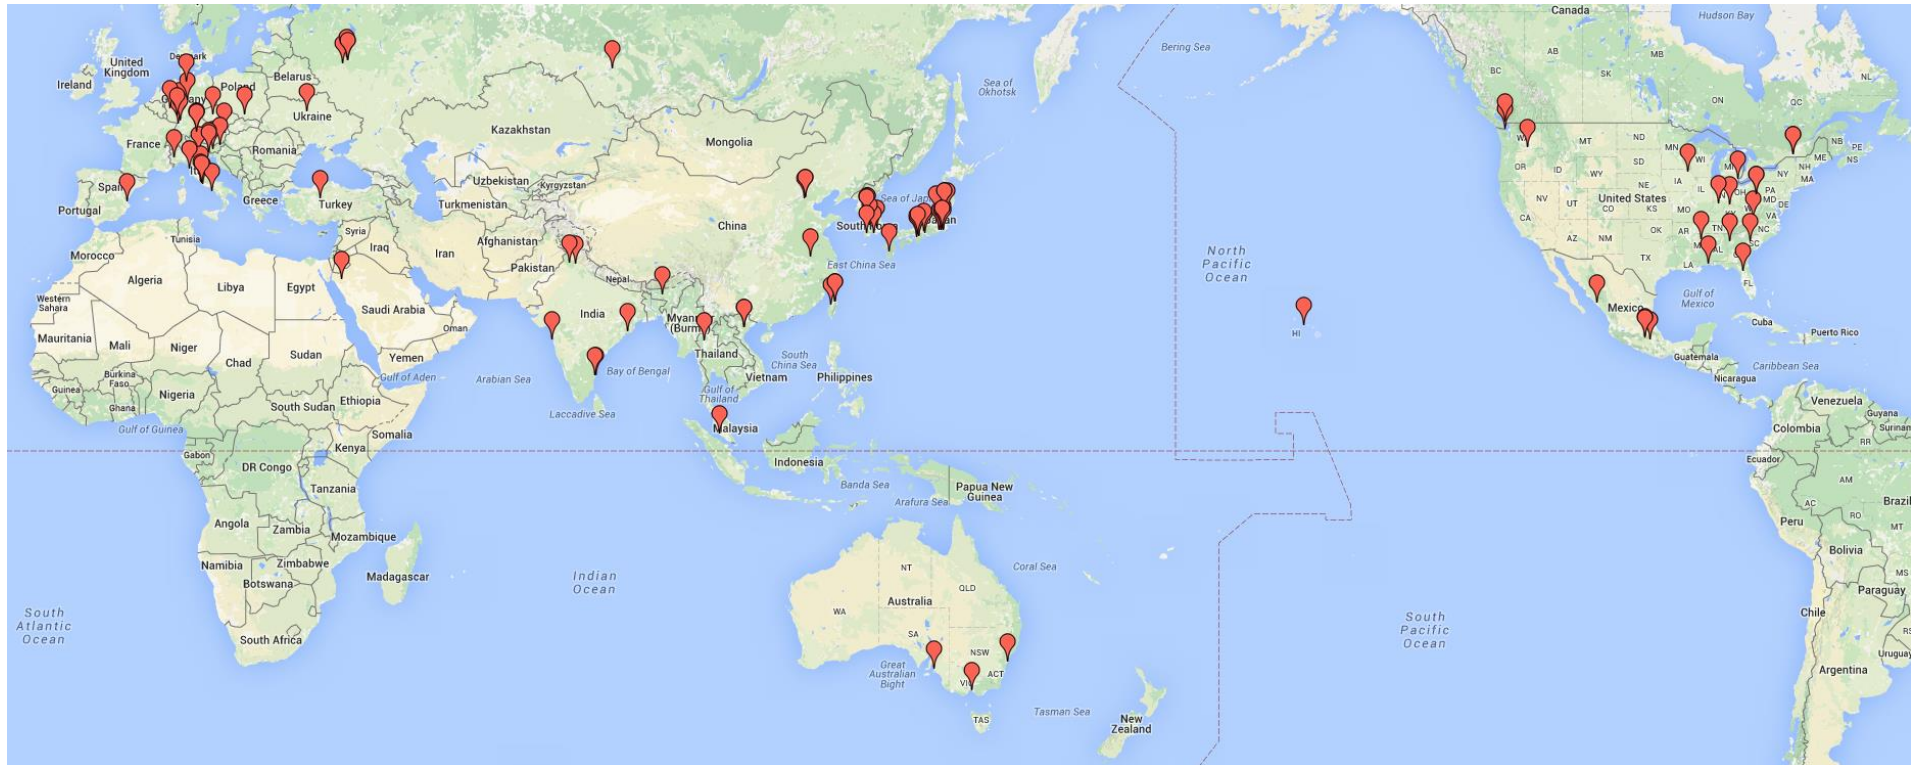 Canada
Hudson Bay
Bering Sea
AB
MB
BC
SK
NL
ON
QC
United
Kingdom
Ireland
Poland
Belarus
Sea of
Okhotsk
Ukraine
France
Romania
Kazakhstan
Mongolia
MT
ND
MN
WI
NB
PE
NS
NH
ME
MA
OR
ID
WY
SD
IA
NY
PA
Portugal
Greece
Turkey
Uzbekistan
Kyrgyzstan
Turkmenistan
NE
IL
OH
NV
UT
United States
CO
KS
MO
MD
DE
VA
CA
China
Syria
Iraq
Iran
Afghanistan
Pakistan
Tunisia
Morocco
AZ
NM
OK
AR
TN
NC
SC
TX
LA
AL
FL
East China Sea
North
Pacific
Ocean
Algeria
Libya
Egypt
Nepal
Western
Sahara
Saudi Arabia
Oman
India
Mexico
Gulf of
Mexico
Cuba
Puerto Rico
HI
Mauritania
Mali
Niger
Chad
Sudan
Yemen
Thailand
South
China Sea
Guatemala
Caribbean Sea
Nicaragua
Burkina
Faso
Guinea
Nigeria
Ghana
Gulf of Guinea
South Sudan
Ethiopia
Gulf of Aden
Arabian Sea
Bay of Bengal
Laccadive Sea
Gulf of
Thailand
Vietnam
Philippines
Venezuela
Guyana
Colombia
RR
Somalia
Kenya
Gabon
DR Congo
Malaysia
Indonesia
Ecuador
Tanzania
Banda Sea
Arafura Sea
Papua New
Guinea
AM
AC
RO
MT
Peru
Angola
Zambia
Mozambique
Namibia
Zimbabwe
Botswana
Madagascar
Indian
Ocean
NT
QLD
Coral Sea
Bolivia
MS
Paraguay
WA
Australia
South
Atlantic
Ocean
South Africa
SA
NSW
ACT
Great
Australian
Bight
South
Pacific
Ocean
Chile
Uruguay
Argentina
TAS
Tasman Sea
New
Zealand